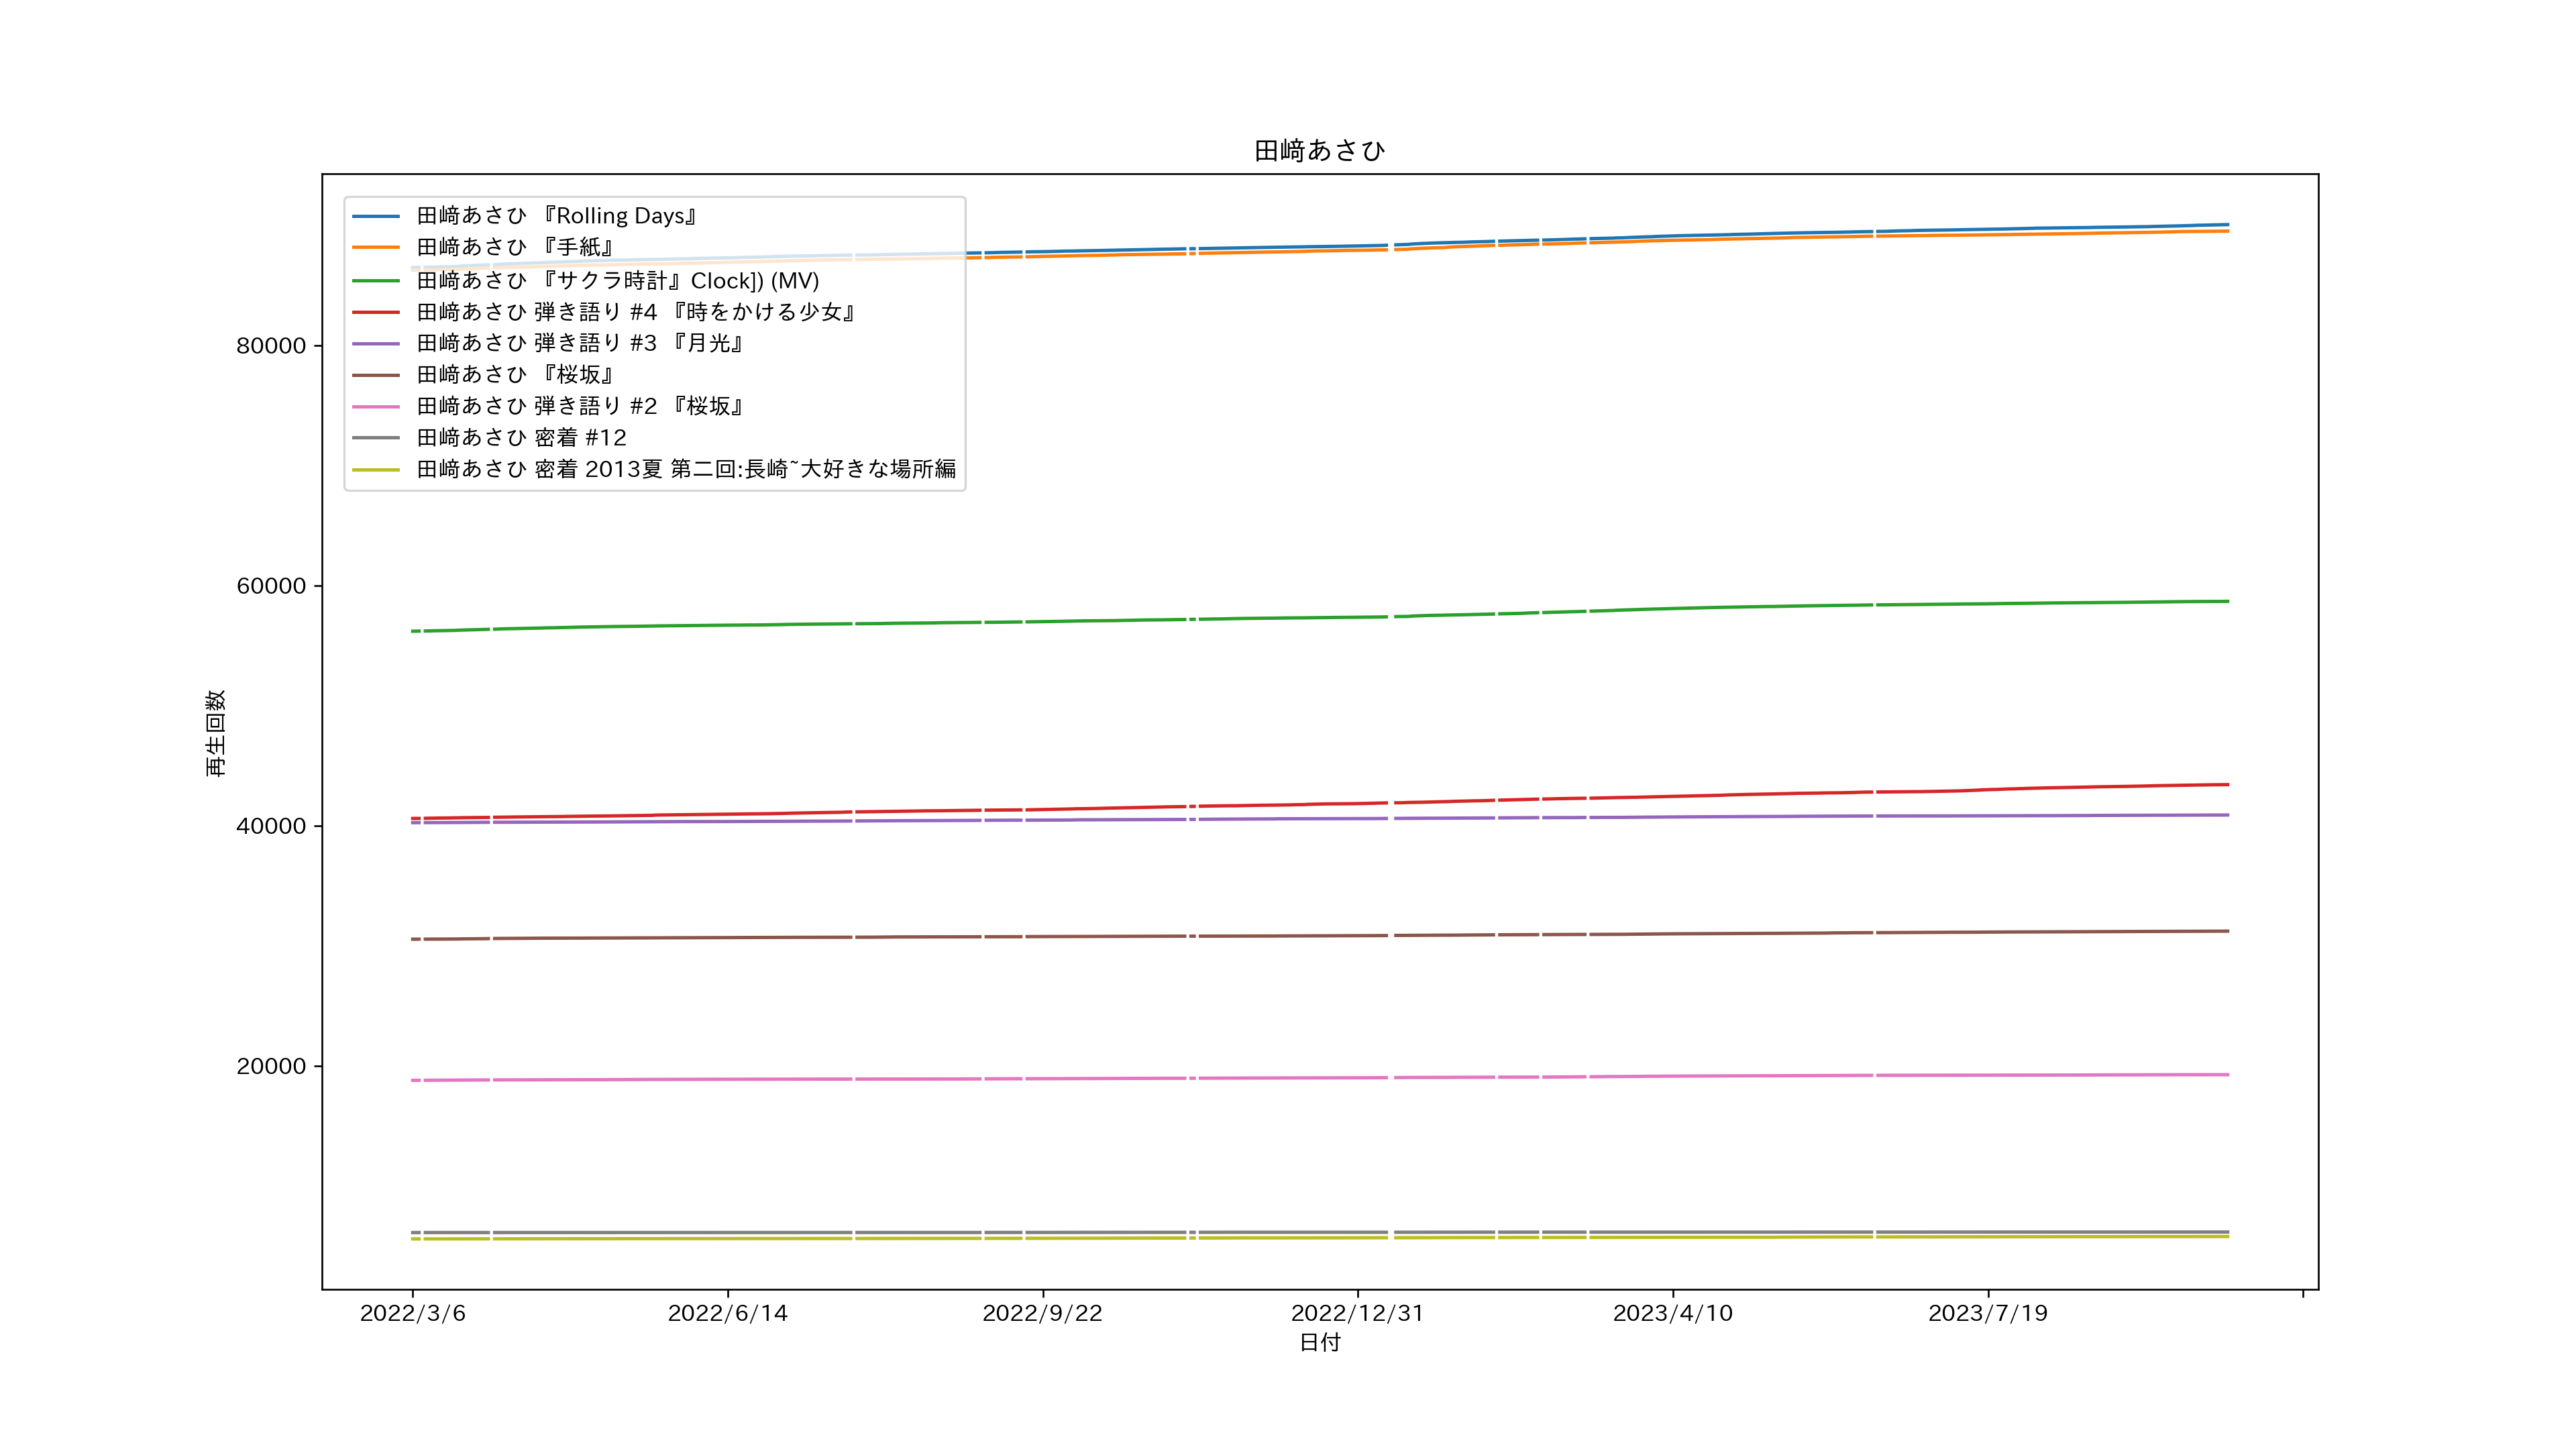 田﨑あさひ
田﨑あさひ 『Rolling Days』
田﨑あさひ 『手紙』
田﨑あさひ 『サクラ時計』Clock]) (MV)
田﨑あさひ 弾き語り #4 『時をかける少女』
田﨑あさひ 弾き語り #3 『月光』
田﨑あさひ 『桜坂』
田﨑あさひ 弾き語り #2 『桜坂』
田﨑あさひ 密着 #12
田﨑あさひ 密着 2013夏 第二回:長崎~大好きな場所編
80000
60000
40000
20000
再生回数
2022/3/6
2022/6/14
2022/9/22
2022/12/31
2023/4/10
2023/7/19
日付